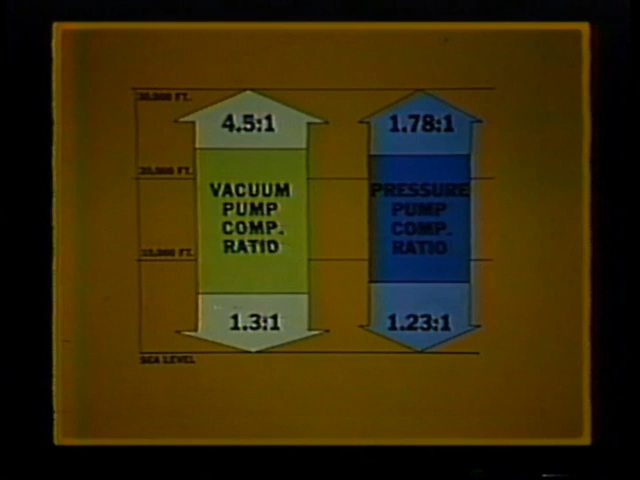 30,000 FT.
4.5:1
1.78:1
20,000 FT.
VACUUM
PUMP
COMP.
RATIO
PRESSURE
PUMP
COMP.
RATIO
10,000 FT.
1.3:1
1.23:1
SEA LEVEL